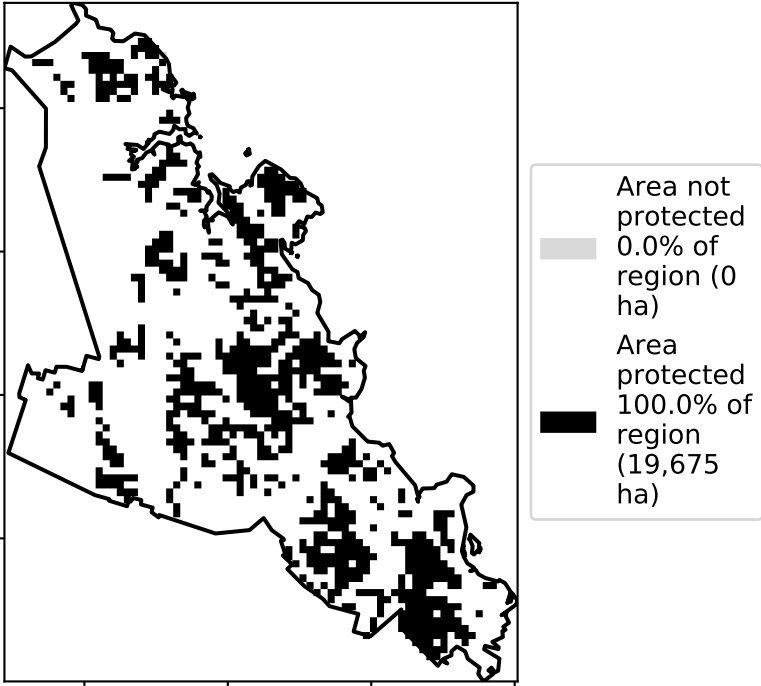 Area not
protected
0.0% of
region (0
ha)
Area
protected
100.0% of
region
(19,675
ha)